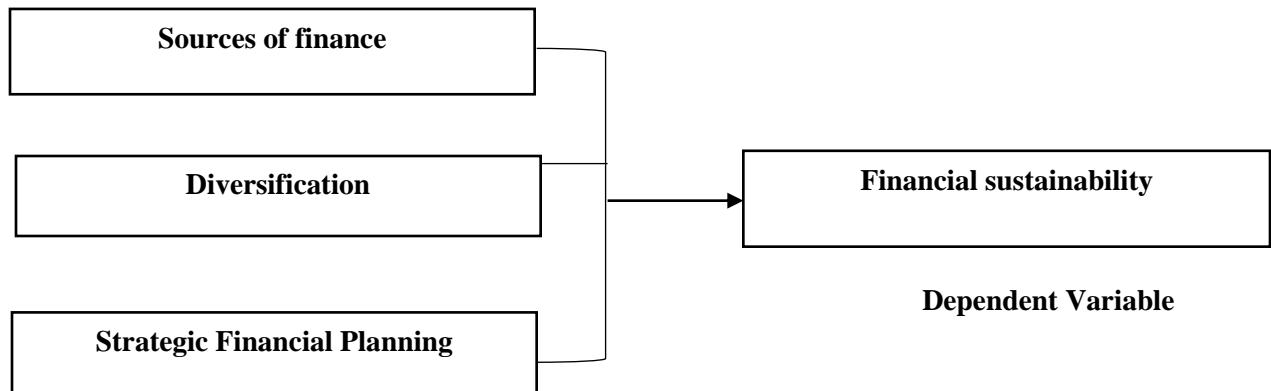 Sources of finance
Diversification
Financial sustainability
Dependent Variable
Strategic Financial Planning